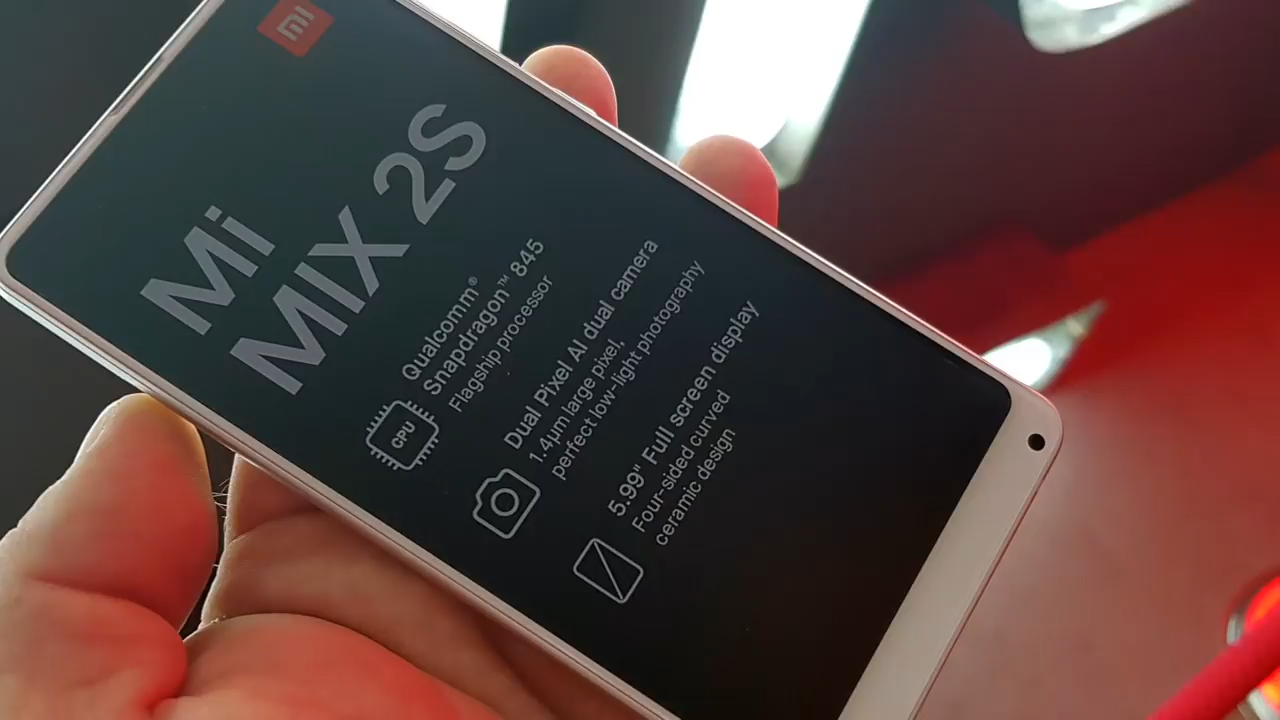 MI
Mi
MIX 2S
CPU
Qualcomm®
Snapdragon™ 845
Flagship processor
Dual Pixel AI dual camera
1.4μm large pixel,
perfect low-light photography
5.99" Full screen display
Four-sided curved
ceramic design